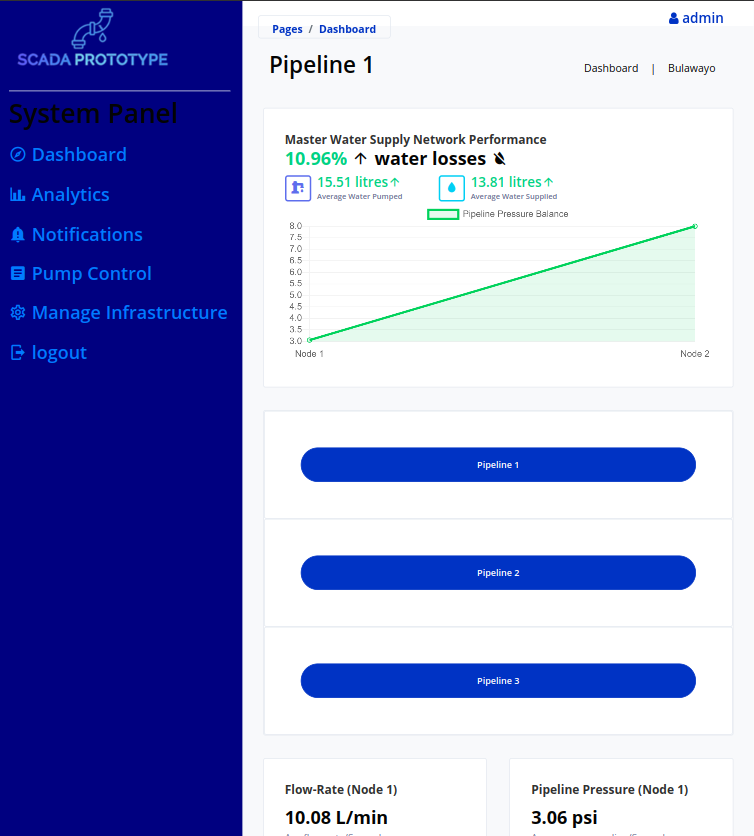 SCADA PROTOTYPE
System Panel
Dashboard
Analytics
Notifications
Pump Control
Manage Infrastructure
logout
admin
Pages / Dashboard
Pipeline 1
Dashboard | Bulawayo
Master Water Supply Network Performance
10.96% ↑ water losses
15.51 litres↑
Average Water Pumped
13.81 litres↑
Average Water Supplied
Pipeline Pressure Balance
8.0
7.5
7.0
6.5
6.0
5.5
5.0
4.5
4.0
3.5
3.0
Node 1
Node 2
Pipeline 1
Pipeline 2
Pipeline 3
Flow-Rate (Node 1)
10.08 L/min
Pipeline Pressure (Node 1)
3.06 psi